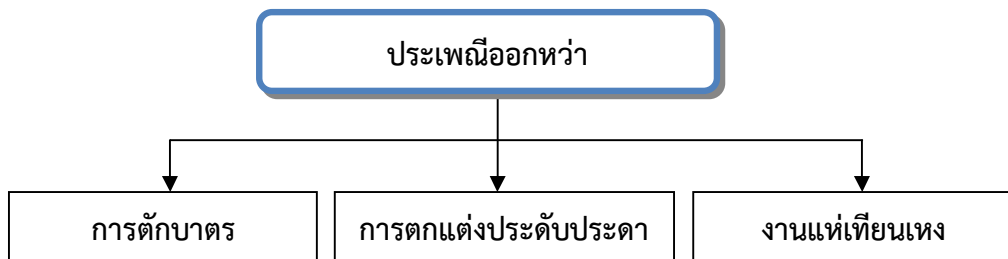 ประเพณีออกหว่า
การตักบาตร
การตกแต่งประดับประดา
งานแห่เทียนเหง